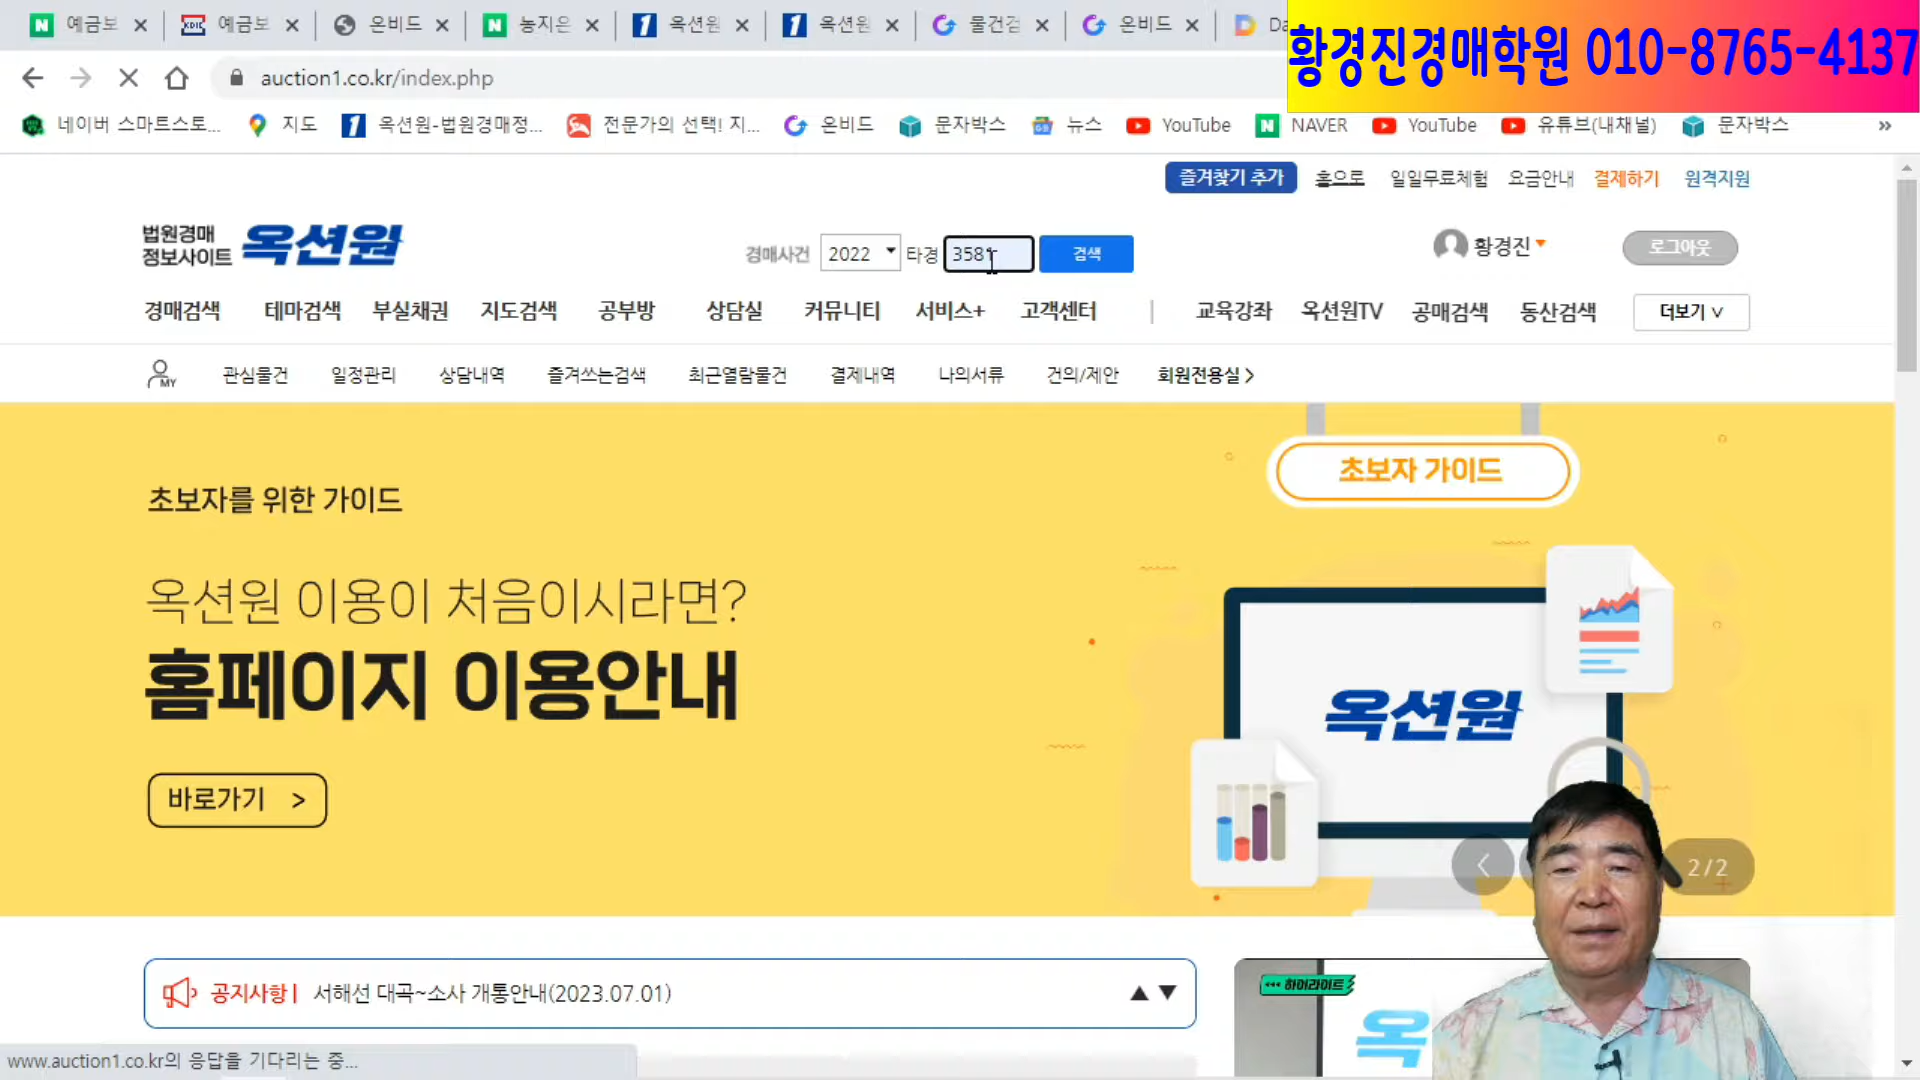 예금보
예금보
온비드
농지은
옥션원
옥션원
물건검
온비드
황경진경매학원 010-8765-4137
auction1.co.kr/index.php
네이버 스마트스토...
지도
옥션원-법원경매정...
전문가의 선택! 지...
온비드
문자박스
뉴스
YouTube
NAVER
YouTube
유튜브(내채널)
문자박스
»
즐겨찾기 추가
홈으로
일일무료체험
요금안내
결제하기
원격지원
법원경매
정보사이트
옥션원
경매사건
2022
타경
3581
검색
황경진
로그아웃
경매검색
테마검색
부실채권
지도검색
공부방
상담실
커뮤니티
서비스+
고객센터
교육강좌
옥션원TV
공매검색
동산검색
더보기 ∨
MY
관심물건
일정관리
상담내역
즐겨쓰는검색
최근열람물건
결제내역
나의서류
건의/제안
회원전용실 >
초보자를 위한 가이드
옥션원 이용이 처음이시라면?
홈페이지 이용안내
바로가기 >
초보자 가이드
옥션원
2/2
공지사항 |
서해선 대곡~소사 개통안내(2023.07.01)
▲▼
하이라이트
옥
www.auction1.co.kr의 응답을 기다리는 중...